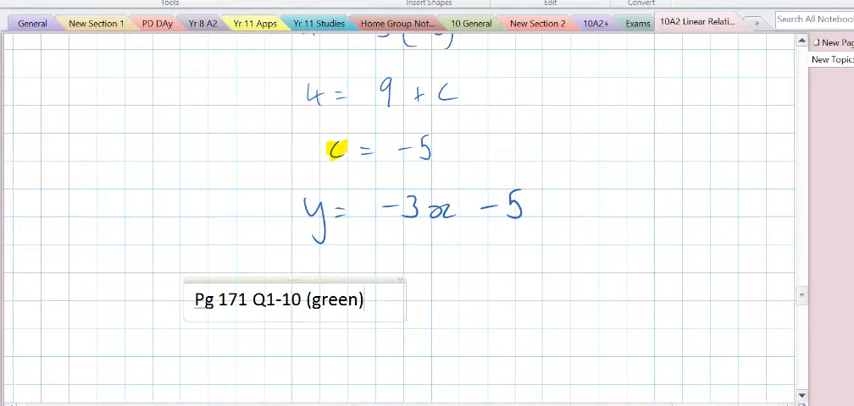 Tools
Insert Shapes
Edit
Convert
General
New Section 1
PD DAy
Yr 8 A2
Yr 11 Apps
Yr 11 Studies
Home Group Not...
10 General
New Section 2
10A2+
Exams
10A2 Linear Relati...
Search All Notebook
New Pag
New Topic:
4 = 9 + c
c = -5
y = -3x - 5
Pg 171 Q1-10 (green)